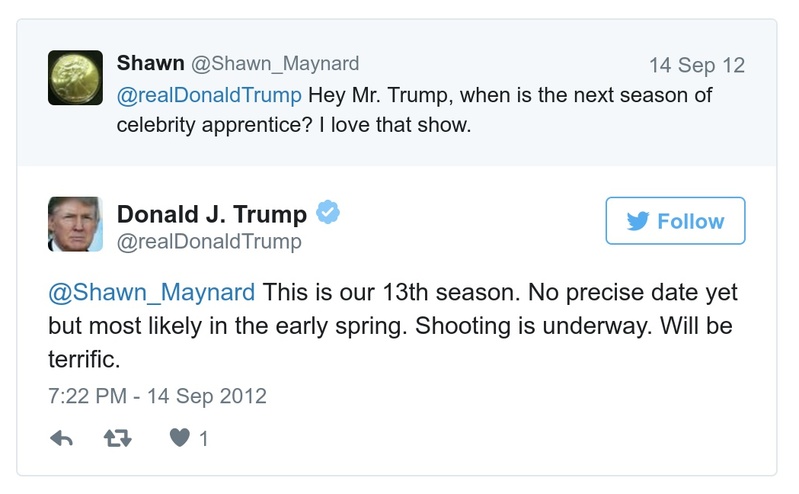 Shawn @Shawn_Maynard 14 Sep 12
@realDonaldTrump Hey Mr. Trump, when is the next season of
celebrity apprentice? I love that show.
Donald J. Trump
@realDonaldTrump
Follow
@Shawn_Maynard This is our 13th season. No precise date yet
but most likely in the early spring. Shooting is underway. Will be
terrific.
7:22 PM - 14 Sep 2012
1